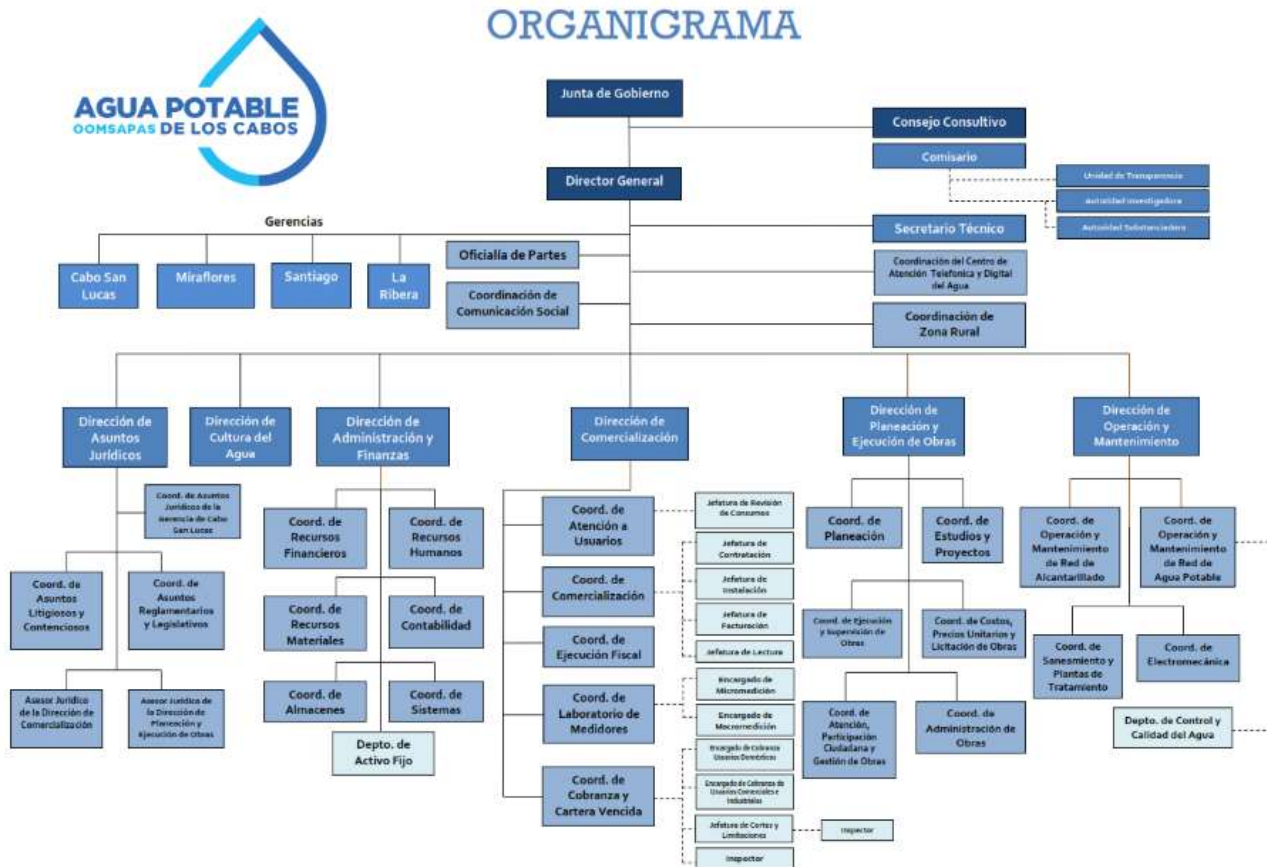 ORGANIGRAMA
AGUA POTABLE
OOMSAPAS DE LOS CABOS
Junta de Gobierno
Consejo Consultivo
Comisario
Unidad de Transparencia
Autoridad Investigadora
Autoridad Substanciadora
Director General
Gerencias
Cabo San
Lucas
Miraflores
Santiago
La
Ribera
Oficialía de Partes
Coordinación de
Comunicación Social
Secretario Técnico
Coordinación del Centro de
Atención Telefonica y Digital
del Agua
Coordinación de
Zona Rural
Dirección de
Asuntos
Jurídicos
Dirección de
Cultura del
Agua
Dirección de
Administración y
Finanzas
Dirección de
Comercialización
Dirección de
Planeación y
Ejecución de Obras
Dirección de
Operación y
Mantenimiento
Coord. de Asuntos
Jurídicos de la
Gerencia de Cabo
San Lucas
Coord. de
Asuntos
Litigiosos y
Contenciosos
Coord. de
Asuntos
Reglamentarios
y Legislativos
Asesor Jurídico
de la Dirección de
Comercialización
Asesor Jurídico de
la Dirección de
Planeación y
Ejecución de Obras
Coord. de
Recursos
Financieros
Coord. de
Recursos
Humanos
Coord. de
Recursos
Materiales
Coord. de
Contabilidad
Coord. de
Almacenes
Coord. de
Sistemas
Depto. de
Activo Fijo
Coord. de
Atención a
Usuarios
Jefatura de Revisión
de Consumos
Coord. de
Comercialización
Jefatura de
Contratación
Jefatura de
Instalación
Jefatura de
Facturación
Jefatura de Lectura
Coord. de
Ejecución Fiscal
Coord. de
Laboratorio de
Medidores
Encargado de
Micromedición
Encargado de
Macromedición
Coord. de
Cobranza y
Cartera Vencida
Encargado de Cobranza
Usuarios Domésticos
Encargado de Cobranza de
Usuarios Comerciales e
Industriales
Jefatura de Cortes y
Limitaciones
Inspector
Inspector
Coord. de
Planeación
Coord. de
Estudios y
Proyectos
Coord. de Ejecución
y Supervisión de
Obras
Coord. de Costos,
Precios Unitarios y
Licitación de Obras
Coord. de
Atención,
Participación
Ciudadana y
Gestión de Obras
Coord. de
Administración de
Obras
Coord. de
Operación y
Mantenimiento
de Red de
Alcantarillado
Coord. de
Operación y
Mantenimiento
de Red de
Agua Potable
Coord. de
Saneamiento y
Plantas de
Tratamiento
Coord. de
Electromecánica
Depto. de Control y
Calidad del Agua